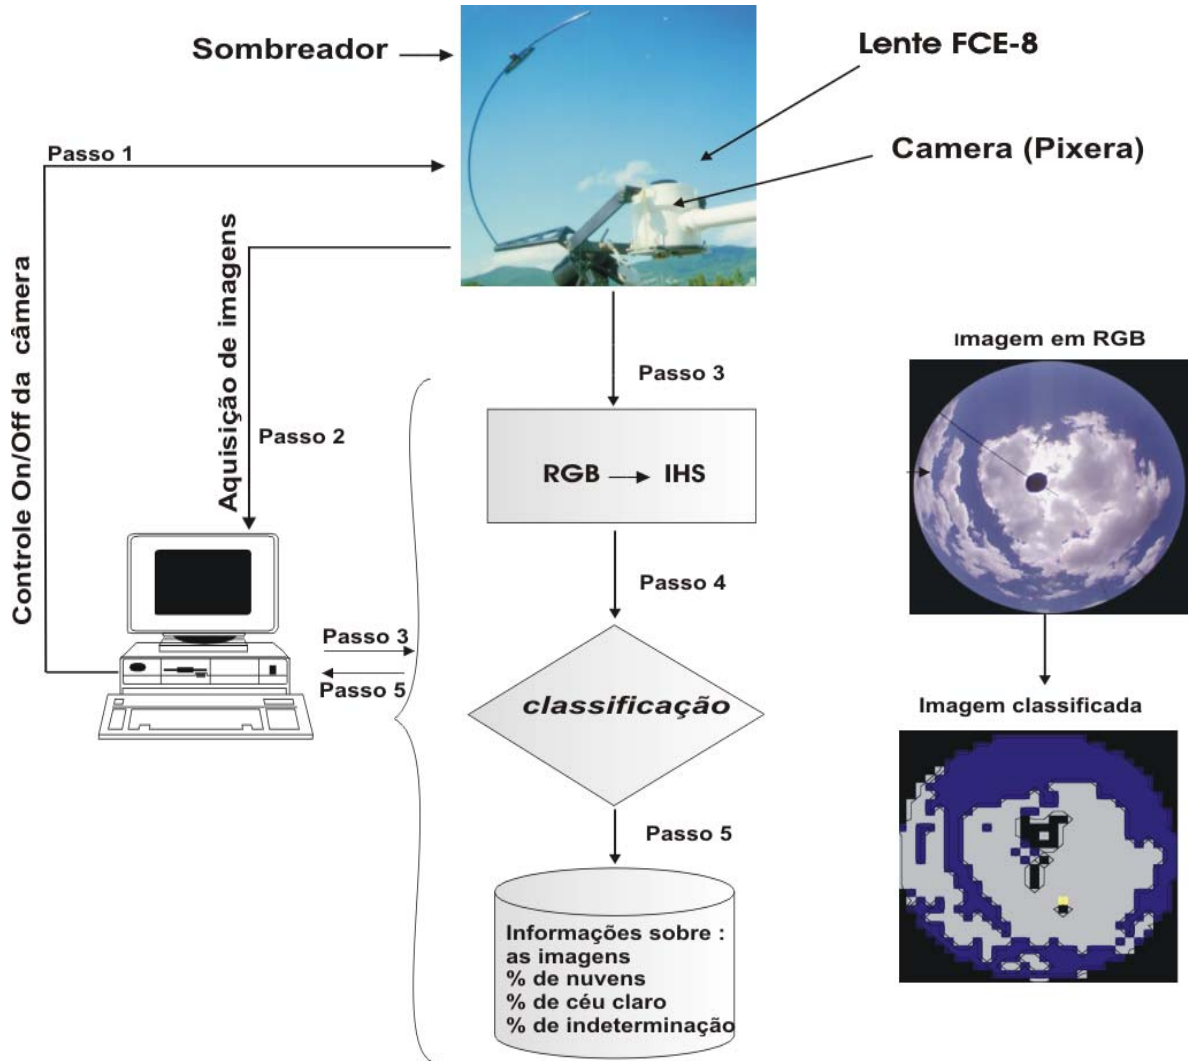 Sombreador
Lente FCE-8
Camera (Pixera)
Passo 1
Controle On/Off da câmera
Aquisição de imagens
Passo 2
Passo 3
Imagem em RGB
RGB IHS
Passo 4
Passo 3
Passo 5
classificação
Imagem classificada
Passo 5
Informações sobre :
as imagens
% de nuvens
% de céu claro
% de indeterminação